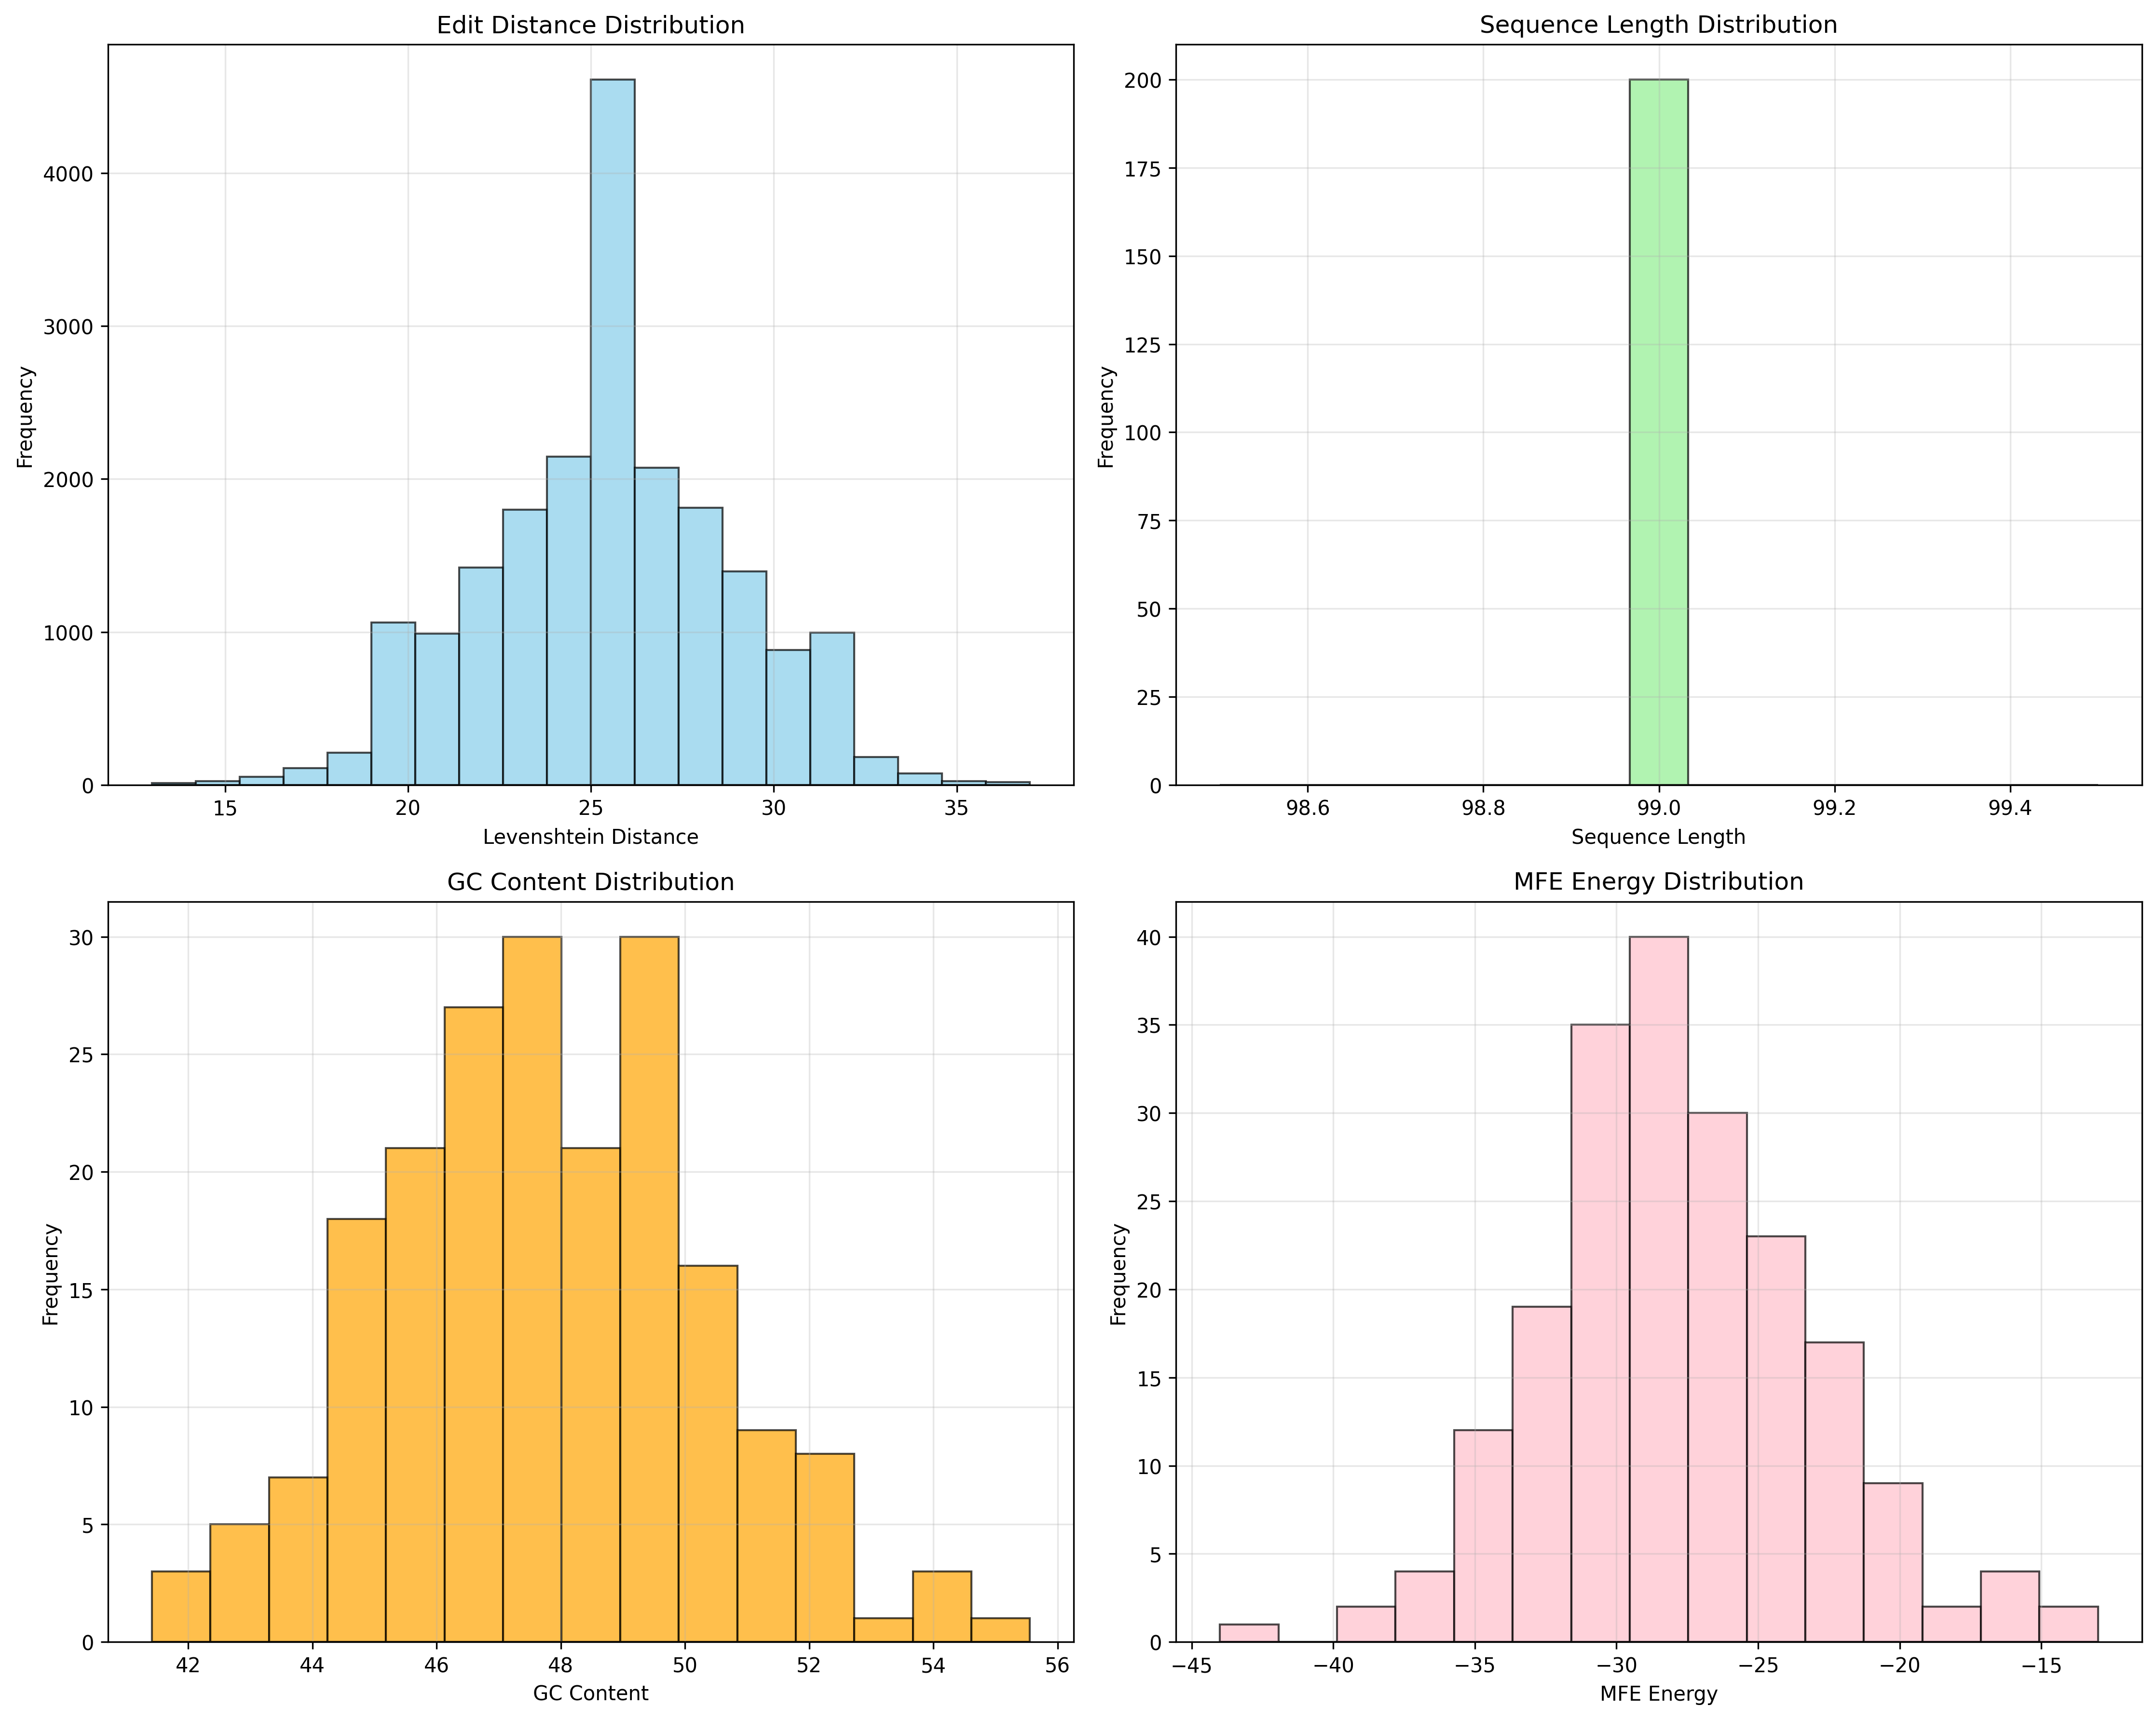 Edit Distance Distribution
Frequency
4000
3000
2000
1000
0
15 20 25 30 35
Levenshtein Distance
Sequence Length Distribution
Frequency
200
175
150
125
100
75
50
25
0
98.6 98.8 99.0 99.2 99.4
Sequence Length
GC Content Distribution
Frequency
30
25
20
15
10
5
0
42 44 46 48 50 52 54 56
GC Content
MFE Energy Distribution
Frequency
40
35
30
25
20
15
10
5
0
−45 −40 −35 −30 −25 −20 −15
MFE Energy